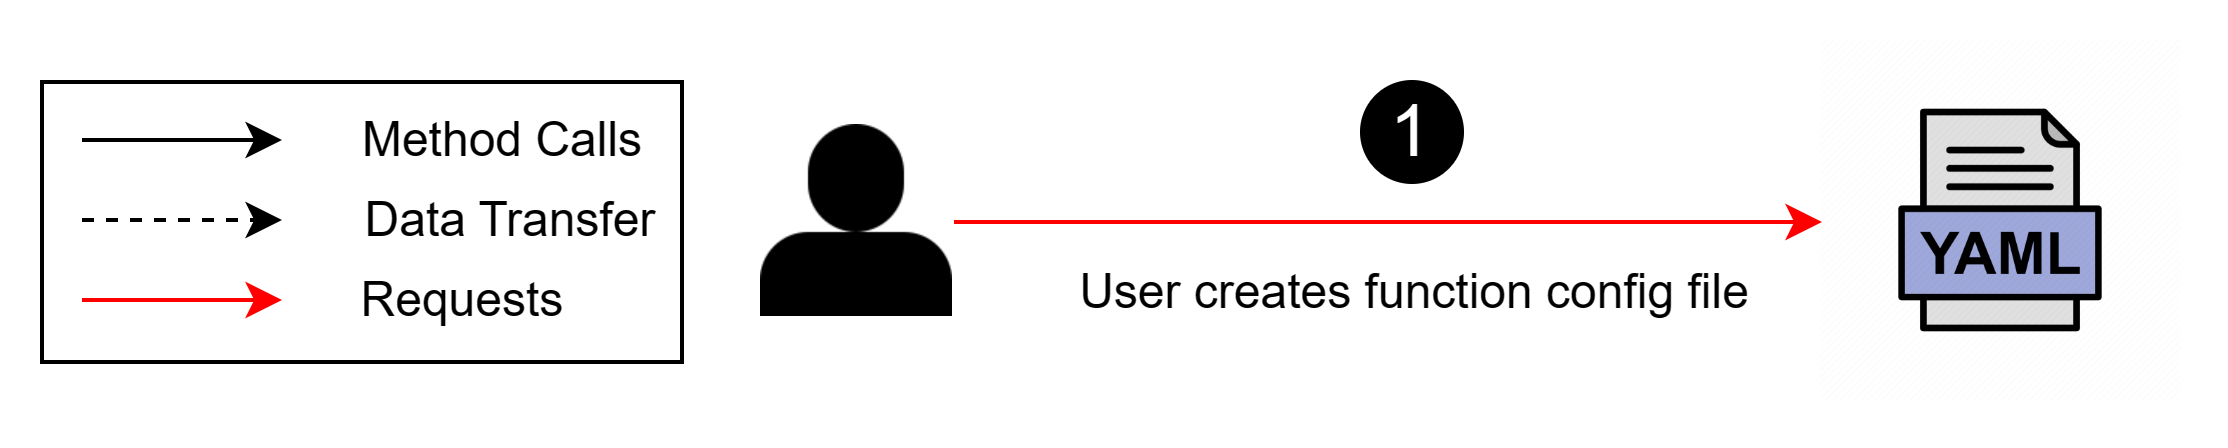 Method Calls
Data Transfer
Requests
1
User creates function config file
YAML